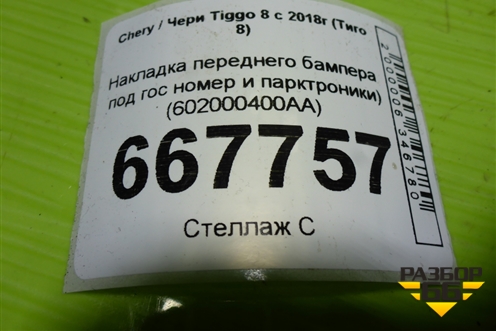 Chery / Чери Tiggo 8 с 2018г (Тиго
8)
Накладка переднего бампера
под гос номер и парктроники)
(602000400AA)
667757
Стеллаж С
2000006346780
РАЗБОР
65